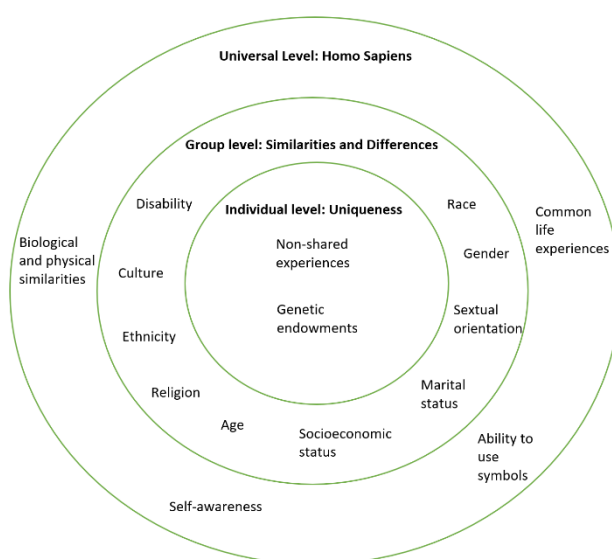 Universal Level: Homo Sapiens
Group level: Similarities and Differences
Disability
Individual level: Uniqueness
Race
Common
life
experiences
Biological
and physical
similarities
Non-shared
experiences
Gender
Culture
Genetic
endowments
Sextual
orientation
Ethnicity
Religion
Marital
status
Age
Socioeconomic
status
Ability to
use
symbols
Self-awareness